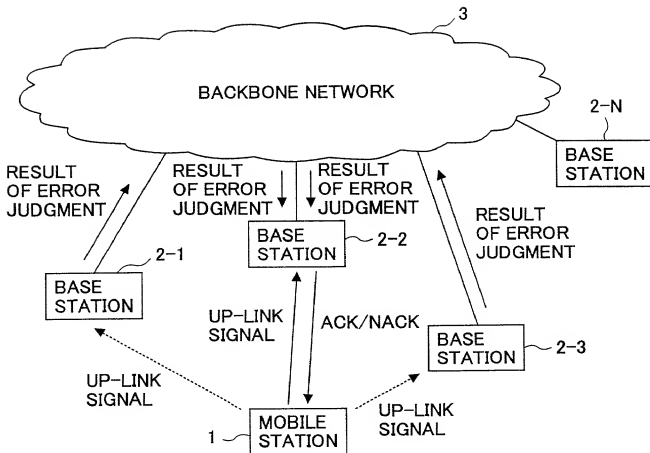 3
BACKBONE NETWORK
2-N
BASE
STATION
RESULT
OF ERROR
JUDGMENT
RESULT
OF ERROR
JUDGMENT
RESULT
OF ERROR
JUDGMENT
RESULT
OF ERROR
JUDGMENT
2-1
BASE
STATION
BASE
STATION
2-2
UP-LINK
SIGNAL
ACK/NACK
BASE
STATION
2-3
UP-LINK
SIGNAL
1
MOBILE
STATION
UP-LINK
SIGNAL